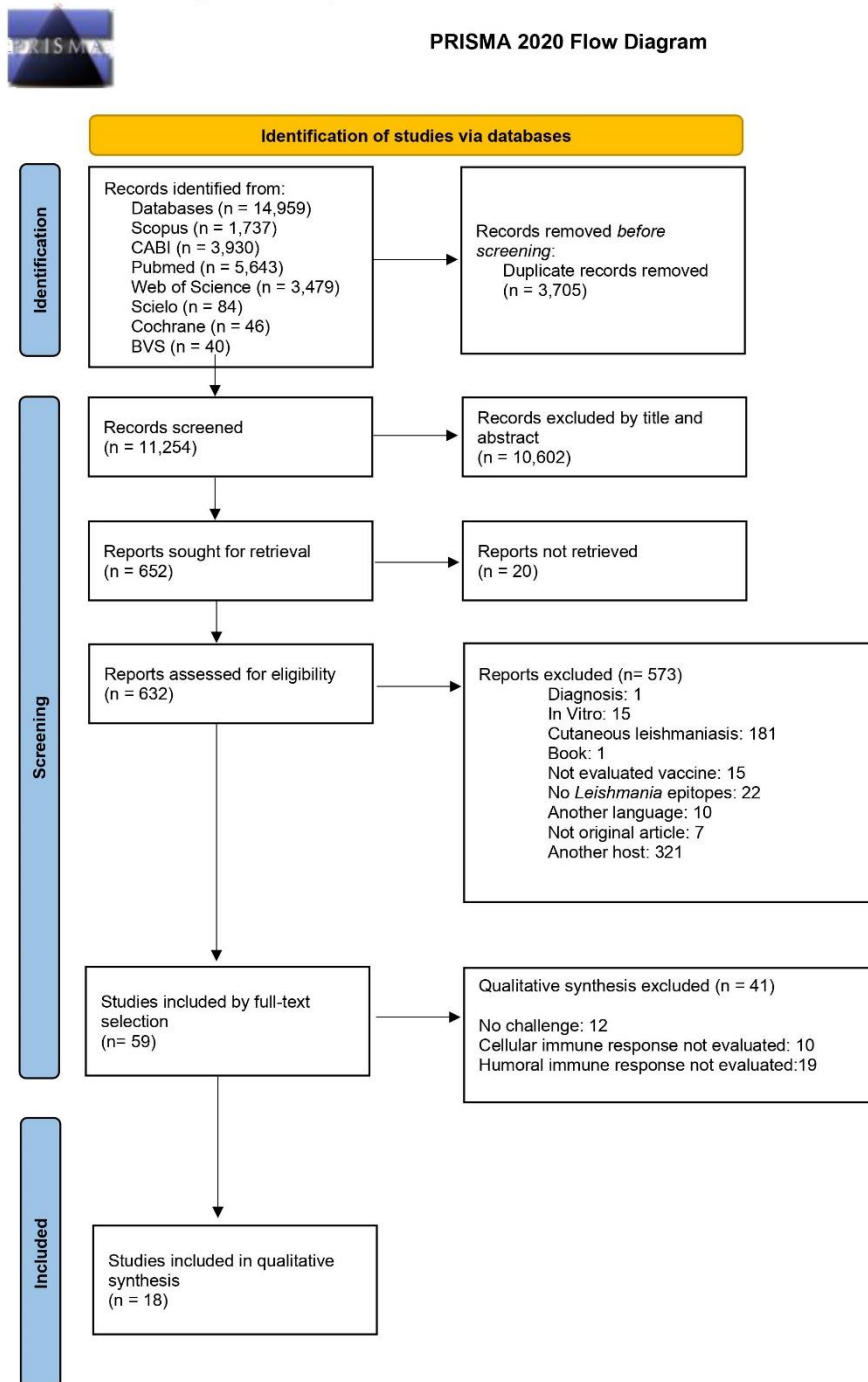 PRISMA
PRISMA 2020 Flow Diagram
Identification of studies via databases
Identification
Records identified from:
Databases (n = 14,959)
Scopus = 1,737)
CABI (n = 3,930)
Pubmed = 5,643)
Web of Science (n = 3,479)
Scielo (n = 84)
Cochrane (n = 46)
BVS (n = 40)
Records removed before
screening:
Duplicate records removed
(n = 3,705)
Screening
Records screened
(n = 11,254)
Records excluded by title and
abstract
(n = 10,602)
Reports sought for retrieval
(n = 652)
Reports not retrieved
(n = 20)
Reports assessed for eligibility
(n = 632)
Reports excluded (n= 573)
Diagnosis: 1
In Vitro: 15
Cutaneous leishmaniasis: 181
Book: 1
Not evaluated vaccine: 15
No Leishmania epitopes: 22
Another language: 10
Not original article: 7
Another host: 321
Studies included by full-text
selection
(n= 59)
Qualitative synthesis excluded (n = 41)
No challenge: 12
Cellular immune response not evaluated: 10
Humoral immune response not evaluated:19
Included
Studies included in qualitative
synthesis
(n = 18)